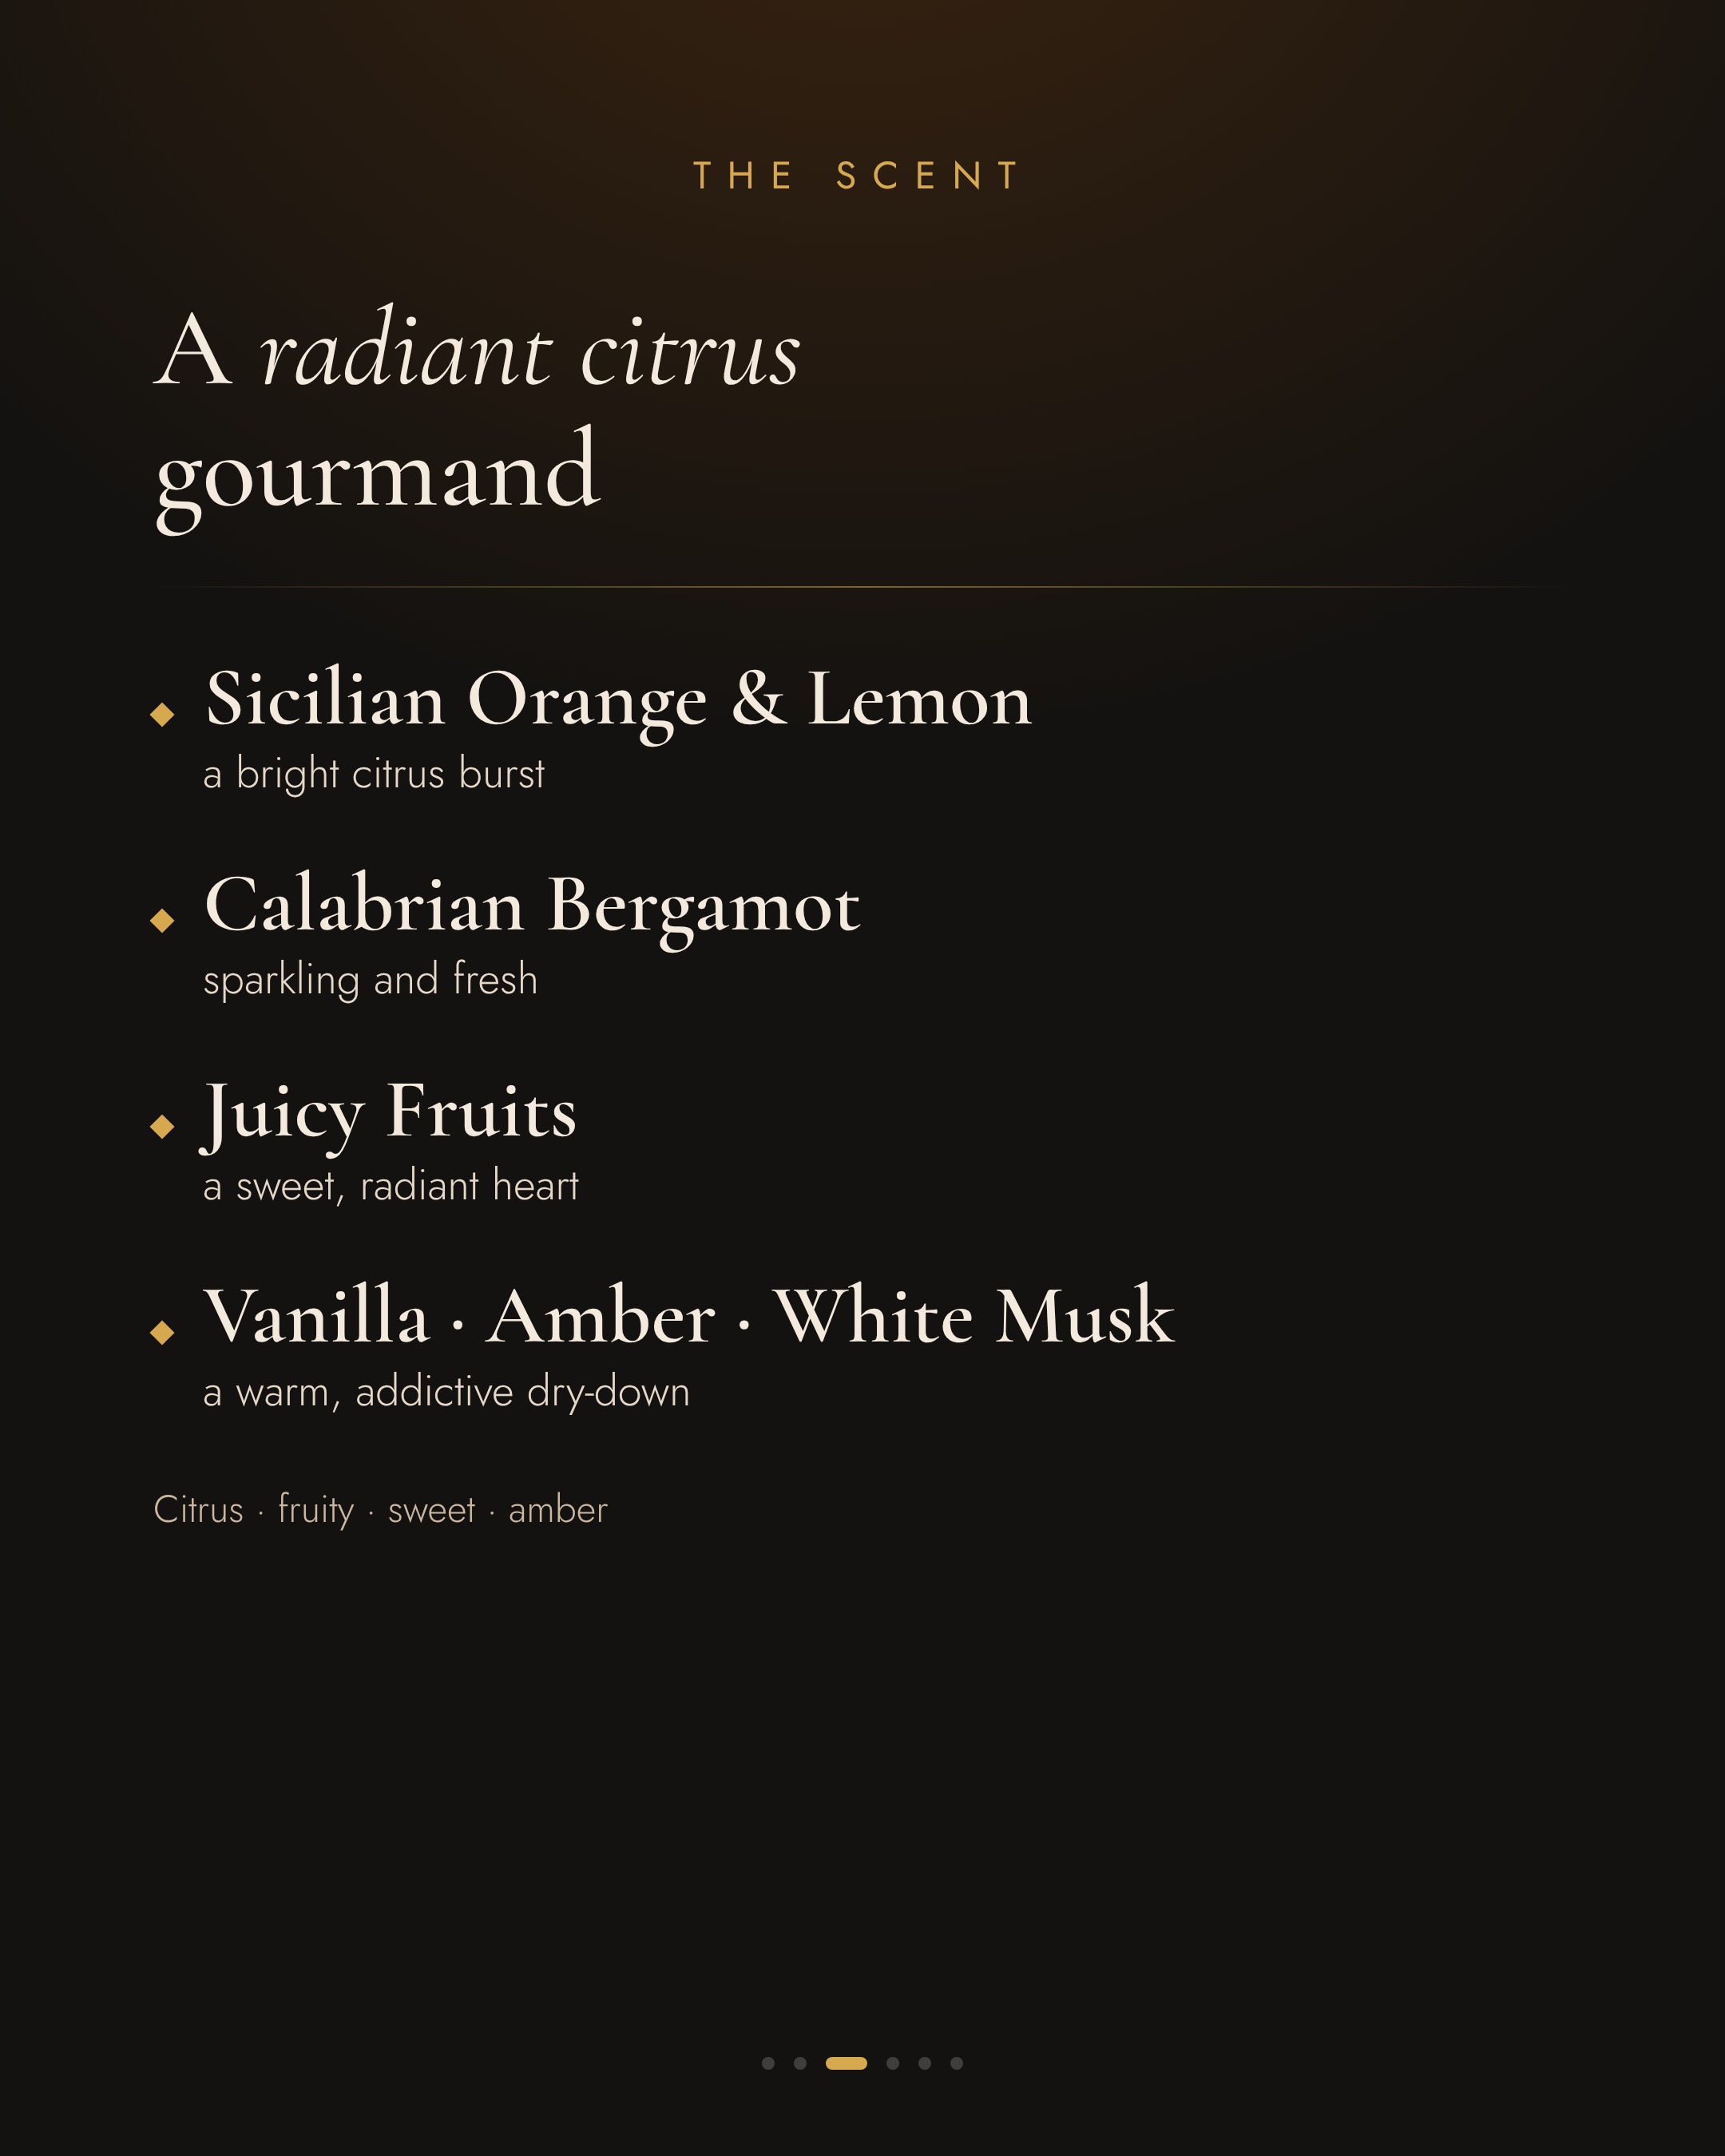 THE SCENT
A radiant citrus
gourmand
Sicilian Orange & Lemon
a bright citrus burst
Calabrian Bergamot
sparkling and fresh
Juicy Fruits
a sweet, radiant heart
Vanilla · Amber · White Musk
a warm, addictive dry-down
Citrus · fruity · sweet · amber